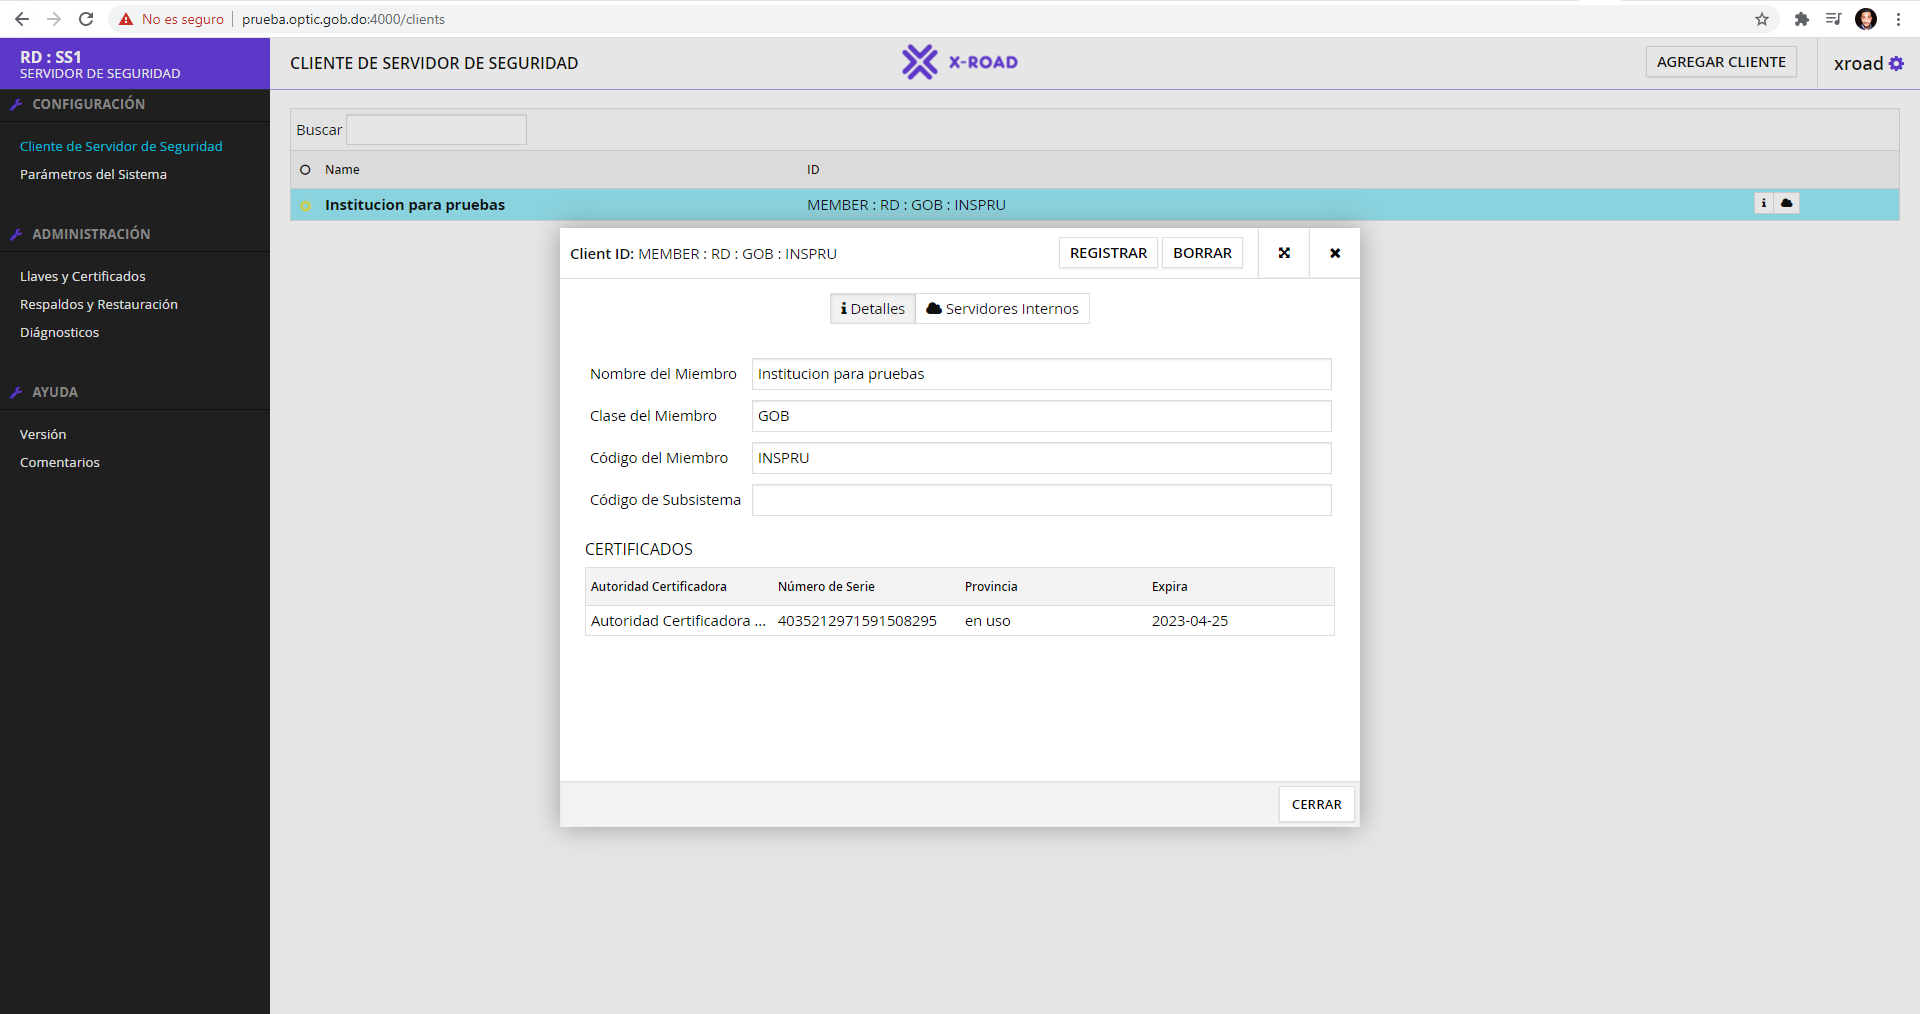 No es seguro prueba.optic.gob.do:4000/clients
RD : SS1
SERVIDOR DE SEGURIDAD
CLIENTE DE SERVIDOR DE SEGURIDAD
X-ROAD
AGREGAR CLIENTE
xroad
CONFIGURACIÓN
Cliente de Servidor de Seguridad
Parámetros del Sistema
ADMINISTRACIÓN
Llaves y Certificados
Respaldos y Restauración
Diágnosticos
AYUDA
Versión
Comentarios
Buscar
Name ID
Institucion para pruebas MEMBER : RD : GOB : INSPRU
Client ID: MEMBER : RD : GOB : INSPRU REGISTRAR BORRAR
Detalles Servidores Internos
Nombre del Miembro Institucion para pruebas
Clase del Miembro GOB
Código del Miembro INSPRU
Código de Subsistema
CERTIFICADOS
Autoridad Certificadora Número de Serie Provincia Expira
Autoridad Certificadora ... 4035212971591508295 en uso 2023-04-25
CERRAR